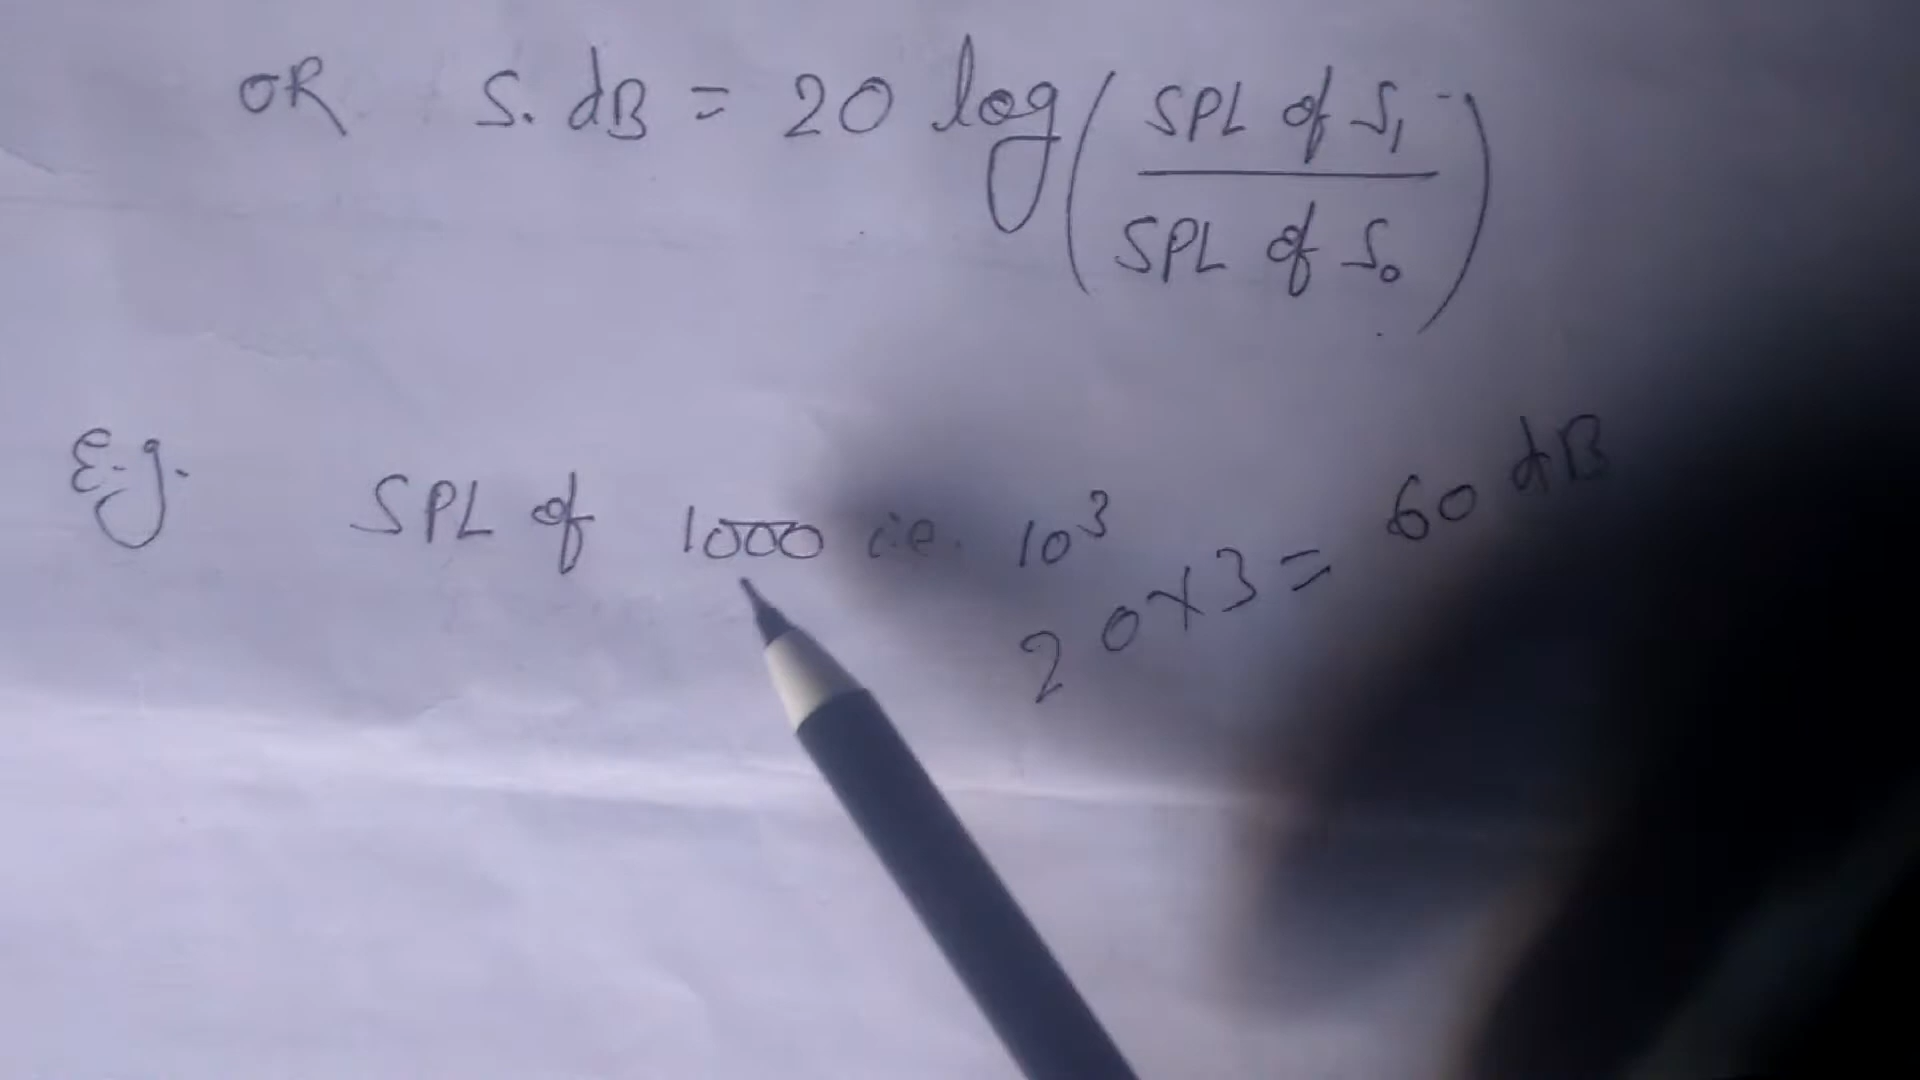 OR S. dB = 20 log (SPL of S₁ / SPL of S₀)
E.g. SPL of 1000 i.e. 10³
20 x 3 = 60 dB